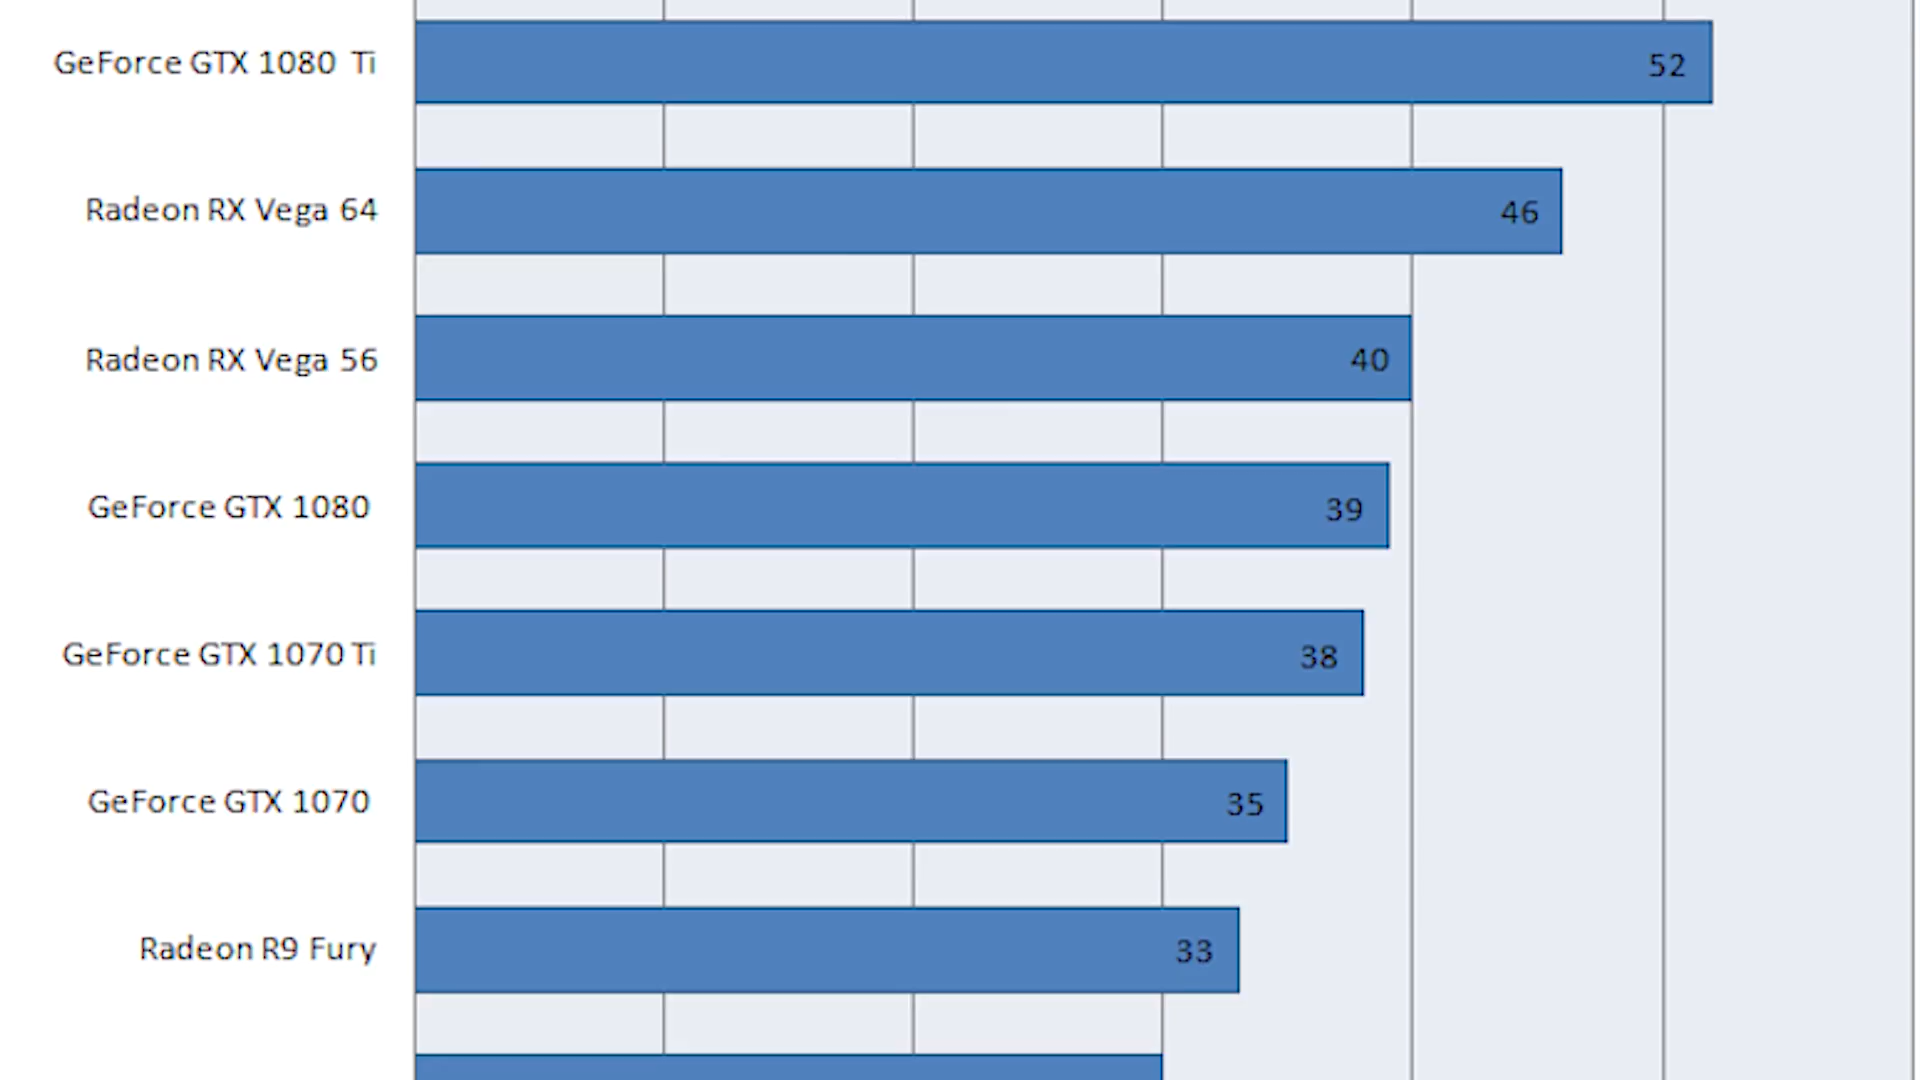 GeForce GTX 1080 Ti 52
Radeon RX Vega 64 46
Radeon RX Vega 56 40
GeForce GTX 1080 39
GeForce GTX 1070 Ti 38
GeForce GTX 1070 35
Radeon R9 Fury 33